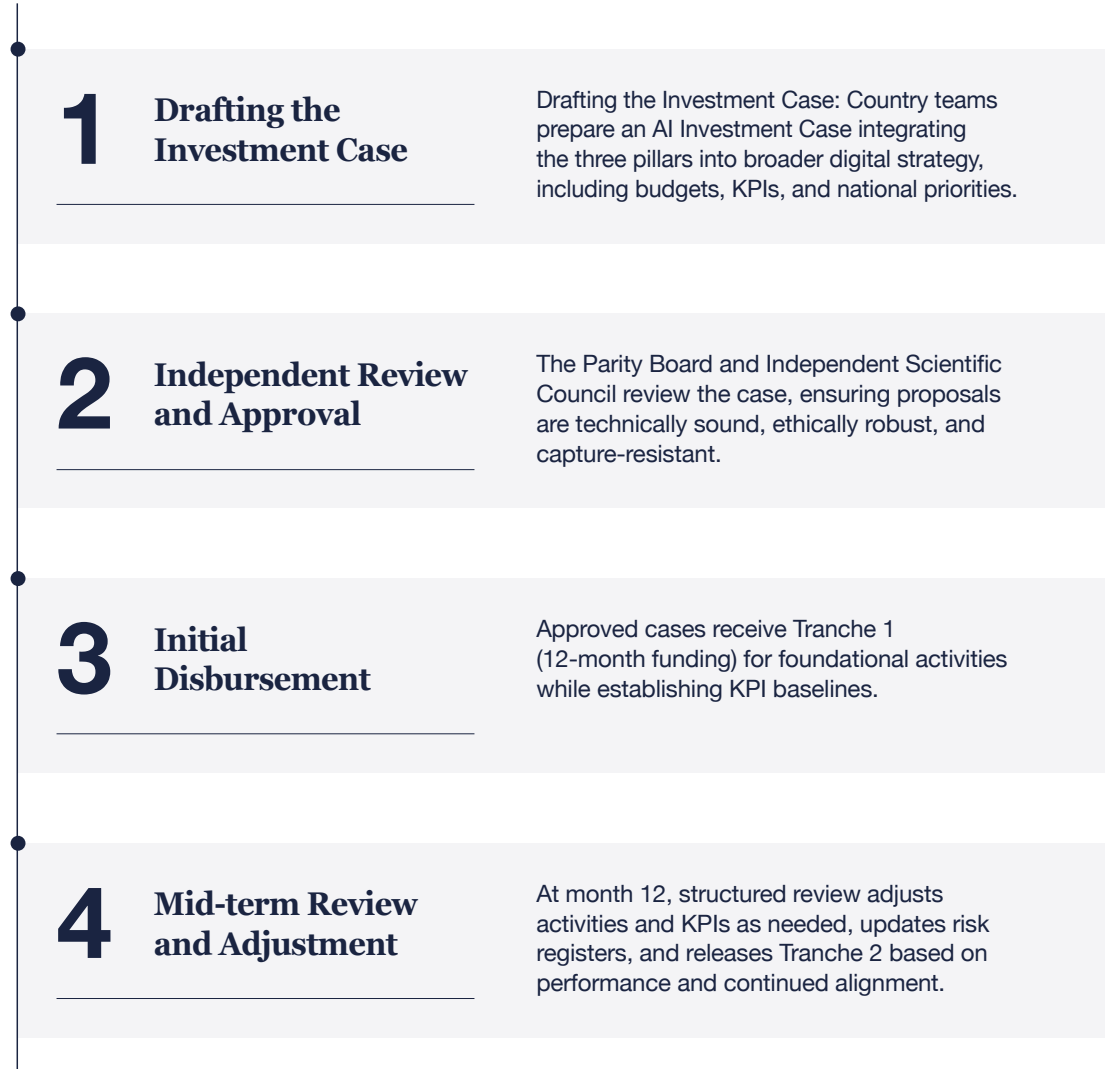 1
Drafting the
Investment Case
Drafting the Investment Case: Country teams
prepare an AI Investment Case integrating
the three pillars into broader digital strategy,
including budgets, KPIs, and national priorities.
2
Independent Review
and Approval
The Parity Board and Independent Scientific
Council review the case, ensuring proposals
are technically sound, ethically robust, and
capture-resistant.
3
Initial
Disbursement
Approved cases receive Tranche 1
(12-month funding) for foundational activities
while establishing KPI baselines.
4
Mid-term Review
and Adjustment
At month 12, structured review adjusts
activities and KPIs as needed, updates risk
registers, and releases Tranche 2 based on
performance and continued alignment.